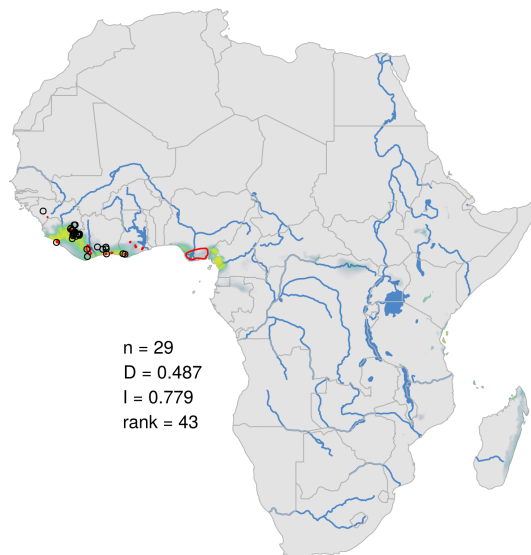 n = 29
D = 0.487
I = 0.779
rank = 43